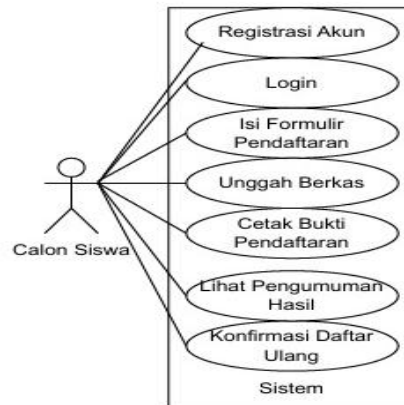 Registrasi Akun
Login
Isi Formulir
Pendaftaran
Unggah Berkas
Cetak Bukti
Pendaftaran
Calon Siswa
Lihat Pengumuman
Hasil
Konfirmasi Daftar
Ulang
Sistem